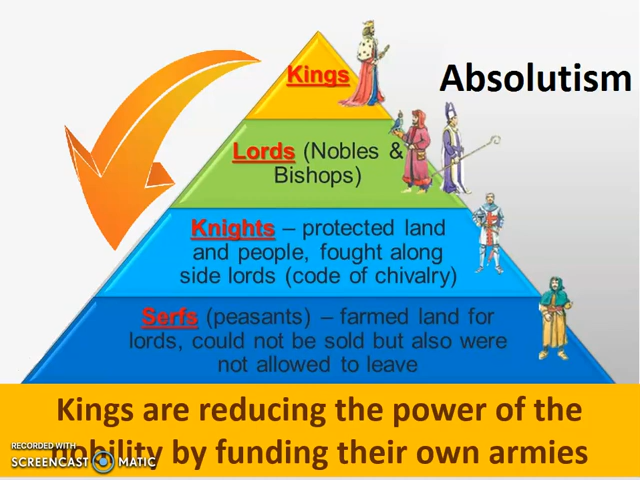 Absolutism
Kings
Lords (Nobles &
Bishops)
Knights – protected land
and people, fought along
side lords (code of chivalry)
Serfs (peasants) – farmed land for
lords, could not be sold but also were
not allowed to leave
Kings are reducing the power of the
nobility by funding their own armies
RECORDED WITH
SCREENCAST MATIC